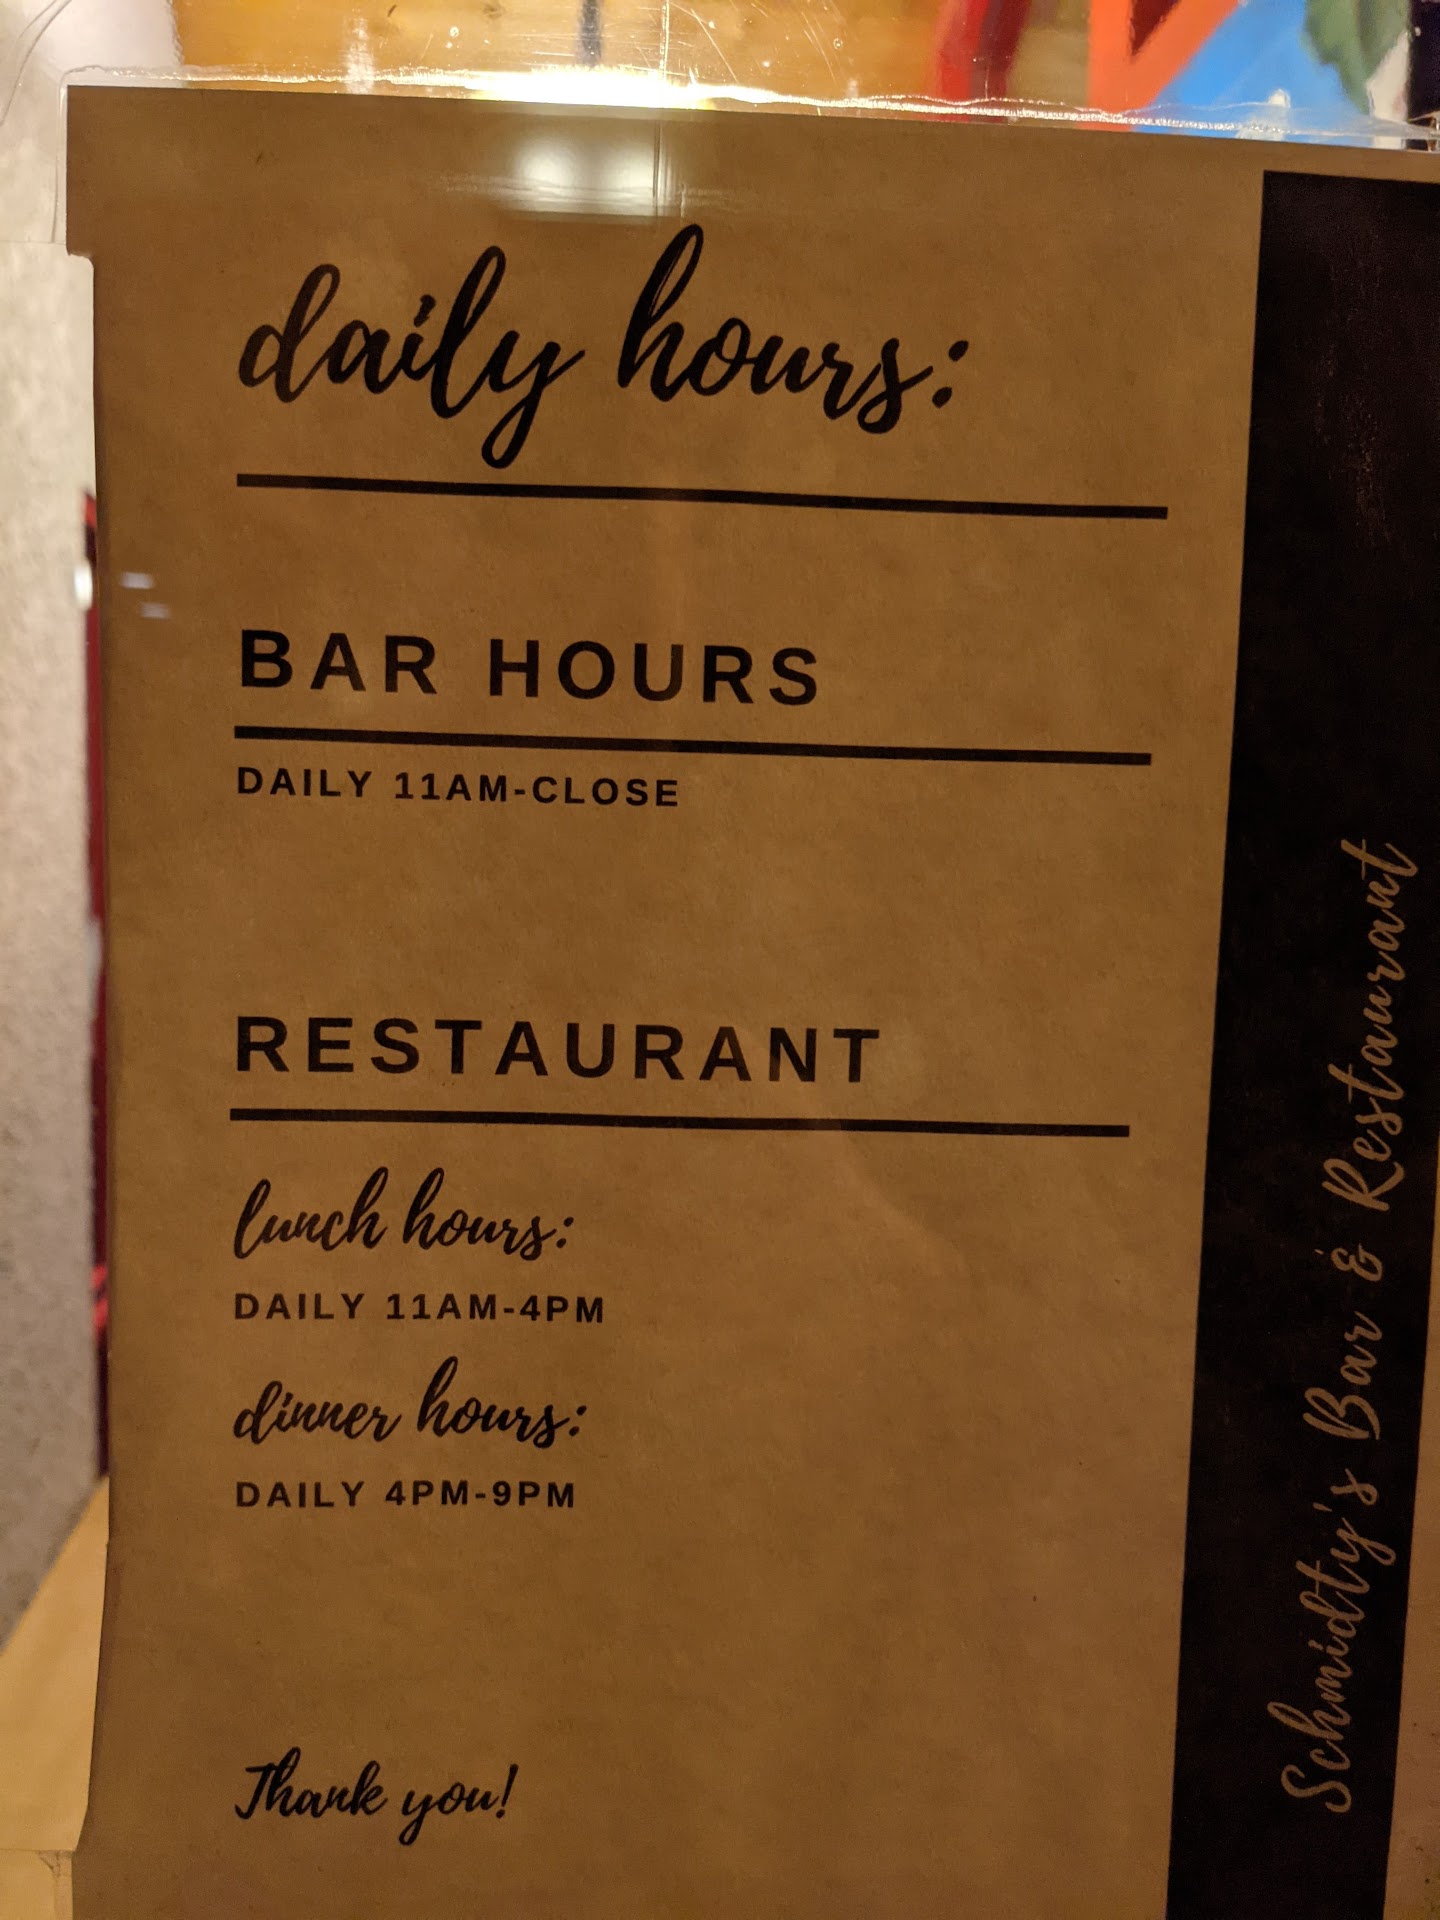 daily hours:
BAR HOURS
DAILY 11AM-CLOSE
RESTAURANT
lunch hours:
DAILY 11AM-4PM
dinner hours:
DAILY 4PM-9PM
Thank you!
Schmidty's Bar & Restaurant